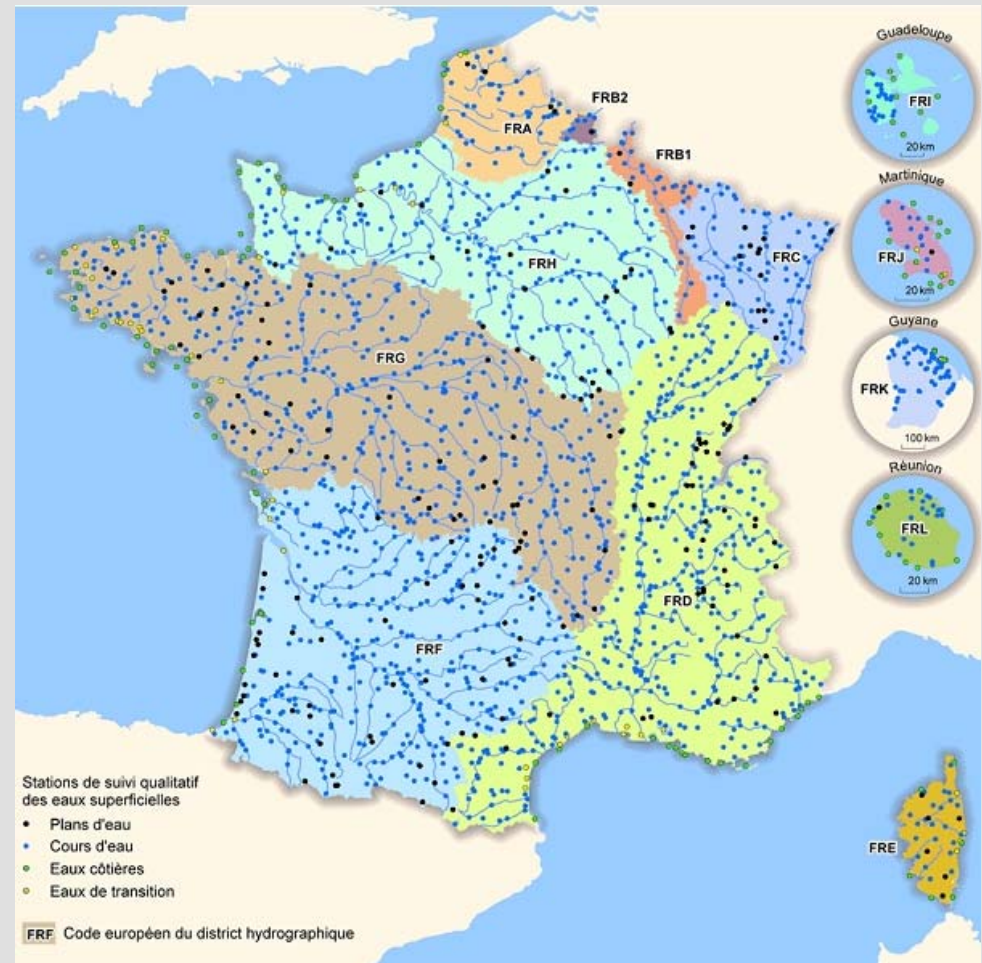 Guadeloupe
FRI
20 km
Martinique
FRJ
20 km
Guyane
FRK
100 km
Réunion
FRL
20 km
FRB2
FRA
FRB1
FRH
FRC
FRG
FRD
FRF
FRE
Stations de suivi qualitatif
des eaux superficielles
Plans d'eau
Cours d'eau
Eaux côtières
Eaux de transition
FRF Code européen du district hydrographique